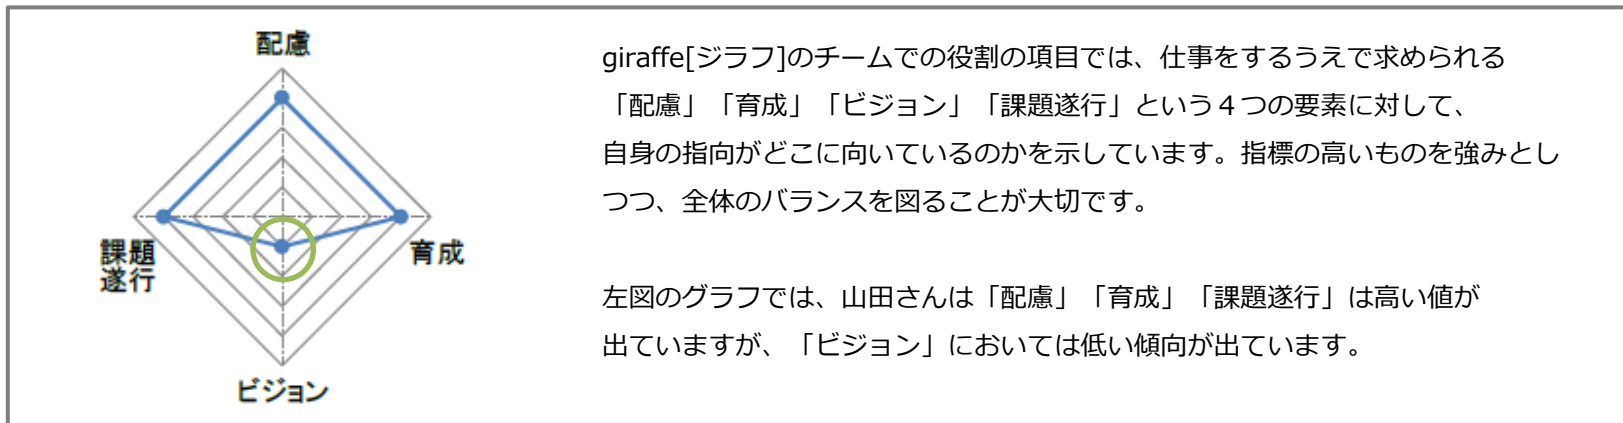 配慮
課題
遂行
育成
ビジョン
giraffe[ジラフ]のチームでの役割の項目では、仕事をするうえで求められる
「配慮」「育成」「ビジョン」「課題遂行」という４つの要素に対して、
自身の指向がどこに向いているのかを示しています。指標の高いものを強みとし
つつ、全体のバランスを図ることが大切です。
左図のグラフでは、山田さんは「配慮」「育成」「課題遂行」は高い値が
出ていますが、「ビジョン」においては低い傾向が出ています。